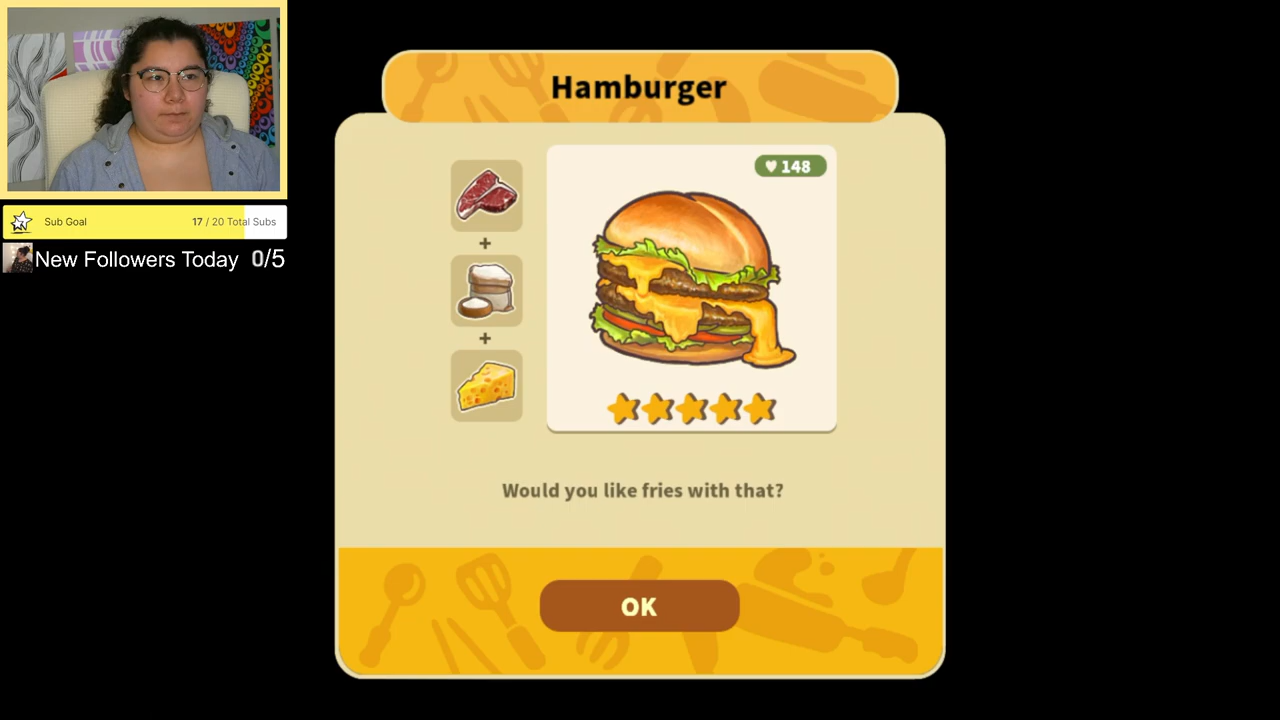 Hamburger
♥ 148
+
+
Would you like fries with that?
OK
Sub Goal 17 / 20 Total Subs
New Followers Today 0/5